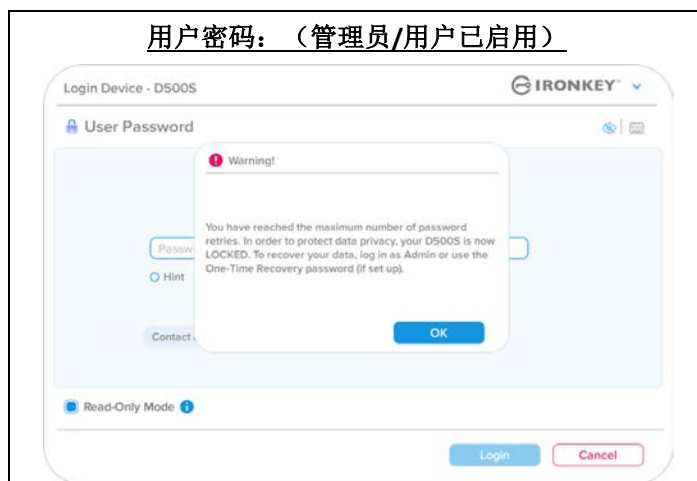 用户密码：（管理员/用户已启用）
Login Device - D500S
IRONKEY
User Password
Warning!
You have reached the maximum number of password
retries. In order to protect data privacy, your D500S is now
LOCKED. To recover your data, log in as Admin or use the
One-Time Recovery password (if set up).
Hint
Contact
OK
Read-Only Mode
Login
Cancel